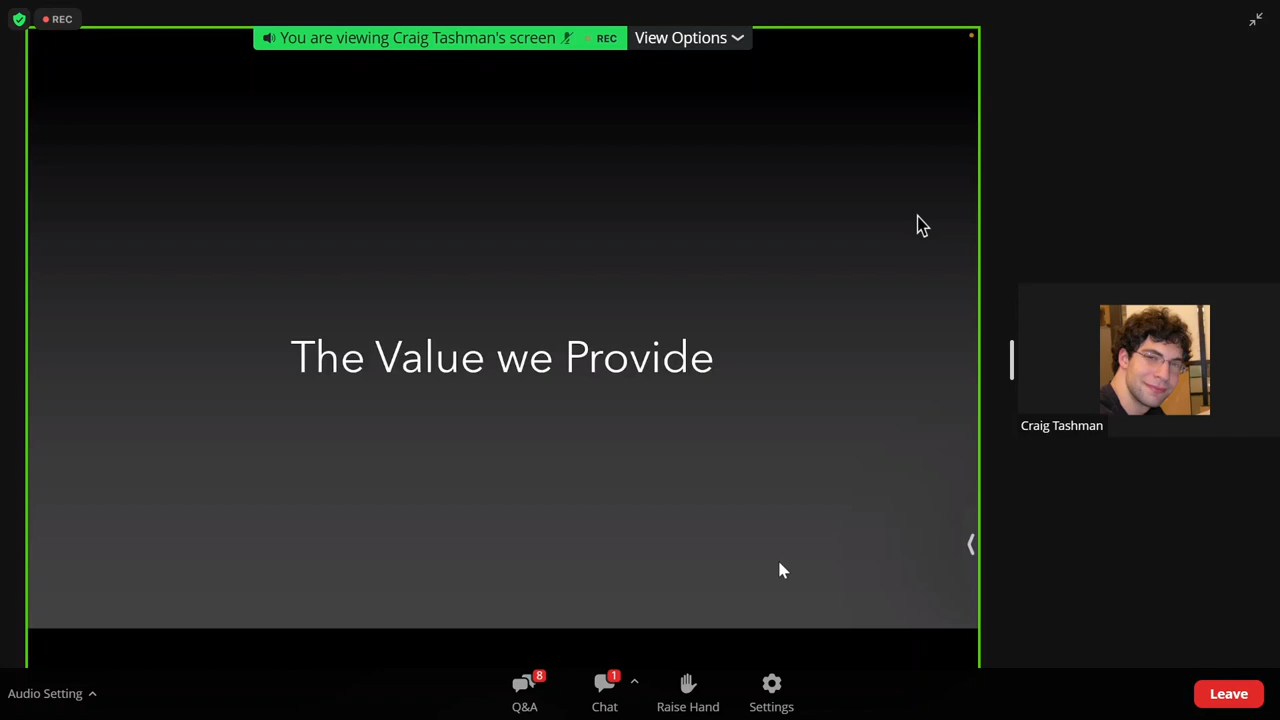 REC
You are viewing Craig Tashman's screen
REC
View Options
The Value we Provide
Craig Tashman
Audio Setting
8
Q&A
1
Chat
Raise Hand
Settings
Leave